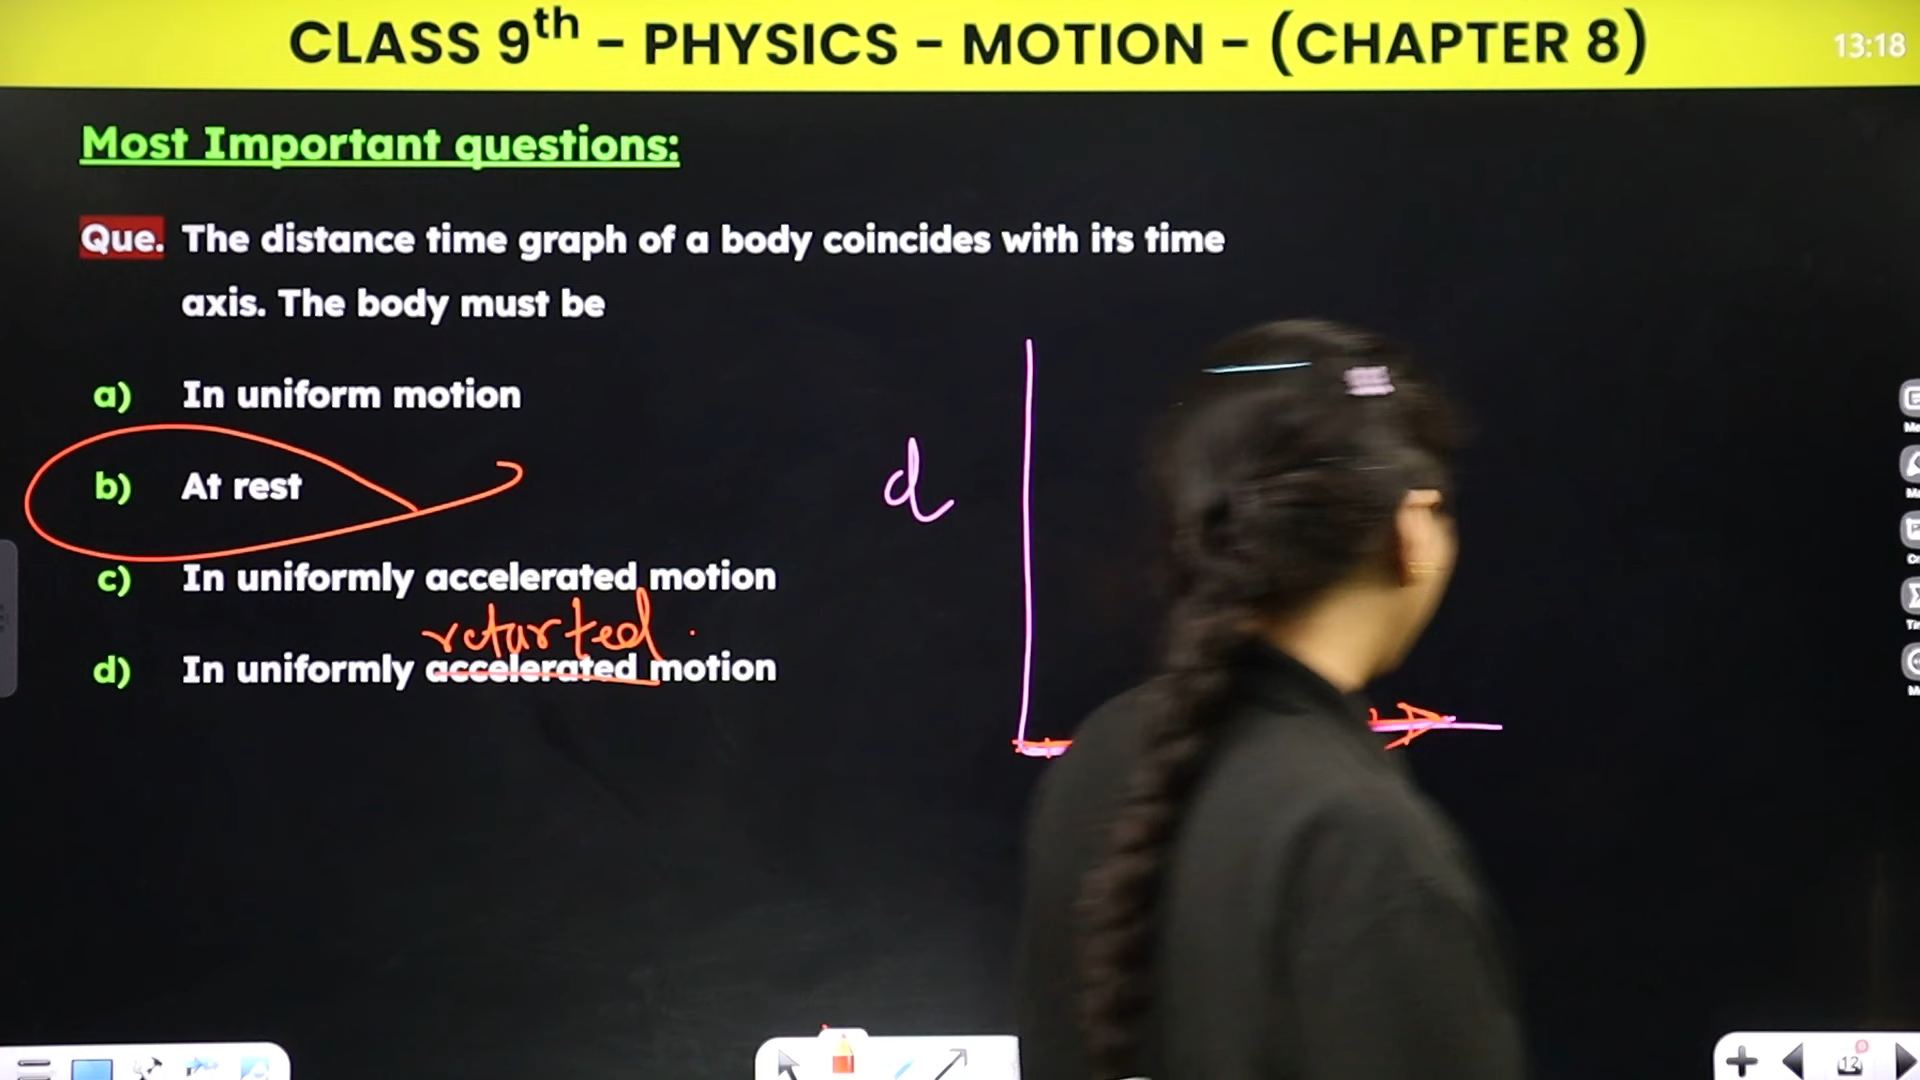 CLASS 9th - PHYSICS - MOTION - (CHAPTER 8)
13:18
Most Important questions:
Que. The distance time graph of a body coincides with its time
axis. The body must be
a) In uniform motion
b) At rest
c) In uniformly accelerated motion
retarted.
d) In uniformly accelerated motion
d
12